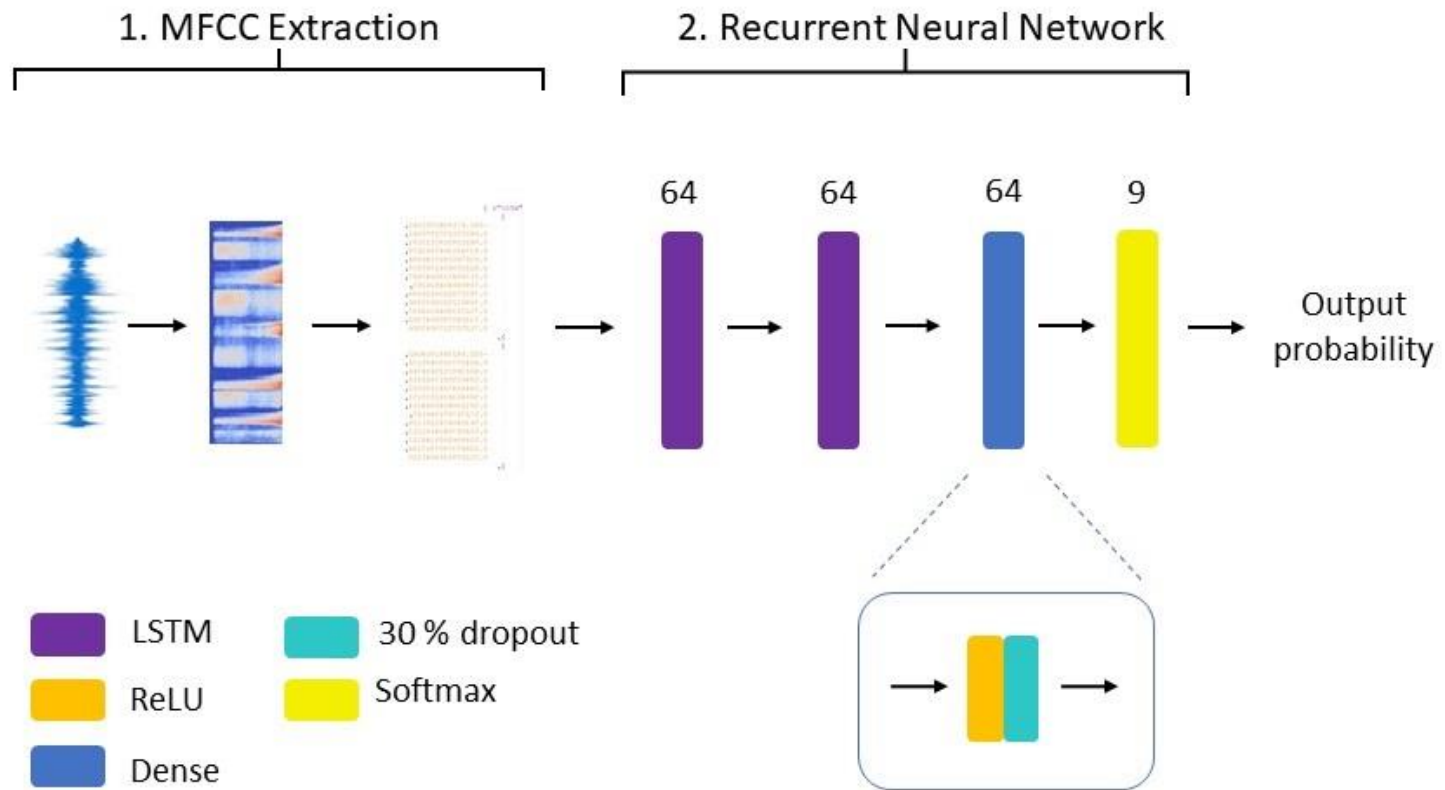 1. MFCC Extraction
2. Recurrent Neural Network
64
64
64
9
Output
probability
LSTM
30 % dropout
ReLU
Softmax
Dense